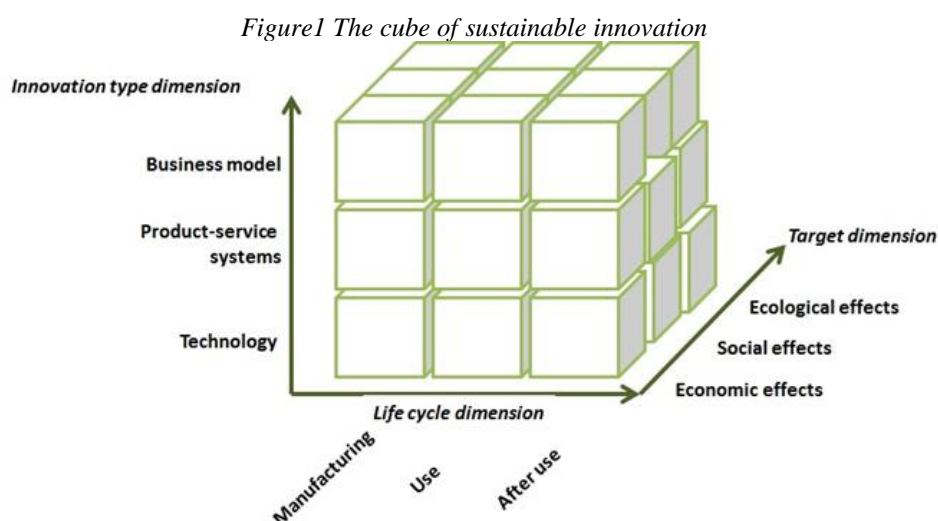 Figure1 The cube of sustainable innovation
Innovation type dimension
Business model
Product-service
systems
Technology
Target dimension
Ecological effects
Social effects
Economic effects
Life cycle dimension
Manufacturing
Use
After use